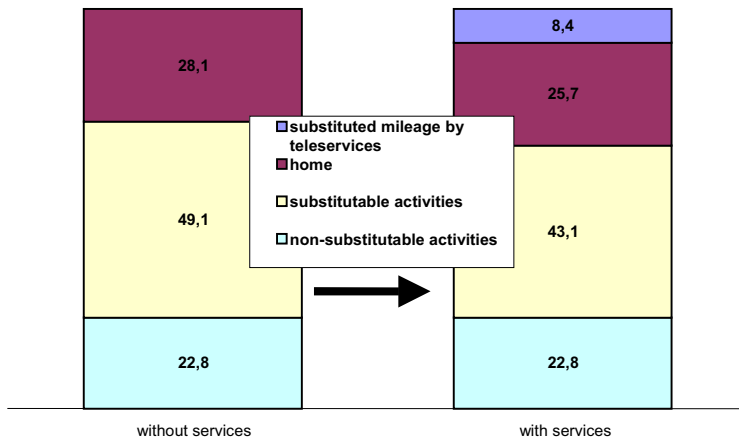 8,4
28,1
25,7
substituted mileage by
teleservices
home
substitutable activities
non-substitutable activities
49,1
43,1
22,8
22,8
without services
with services